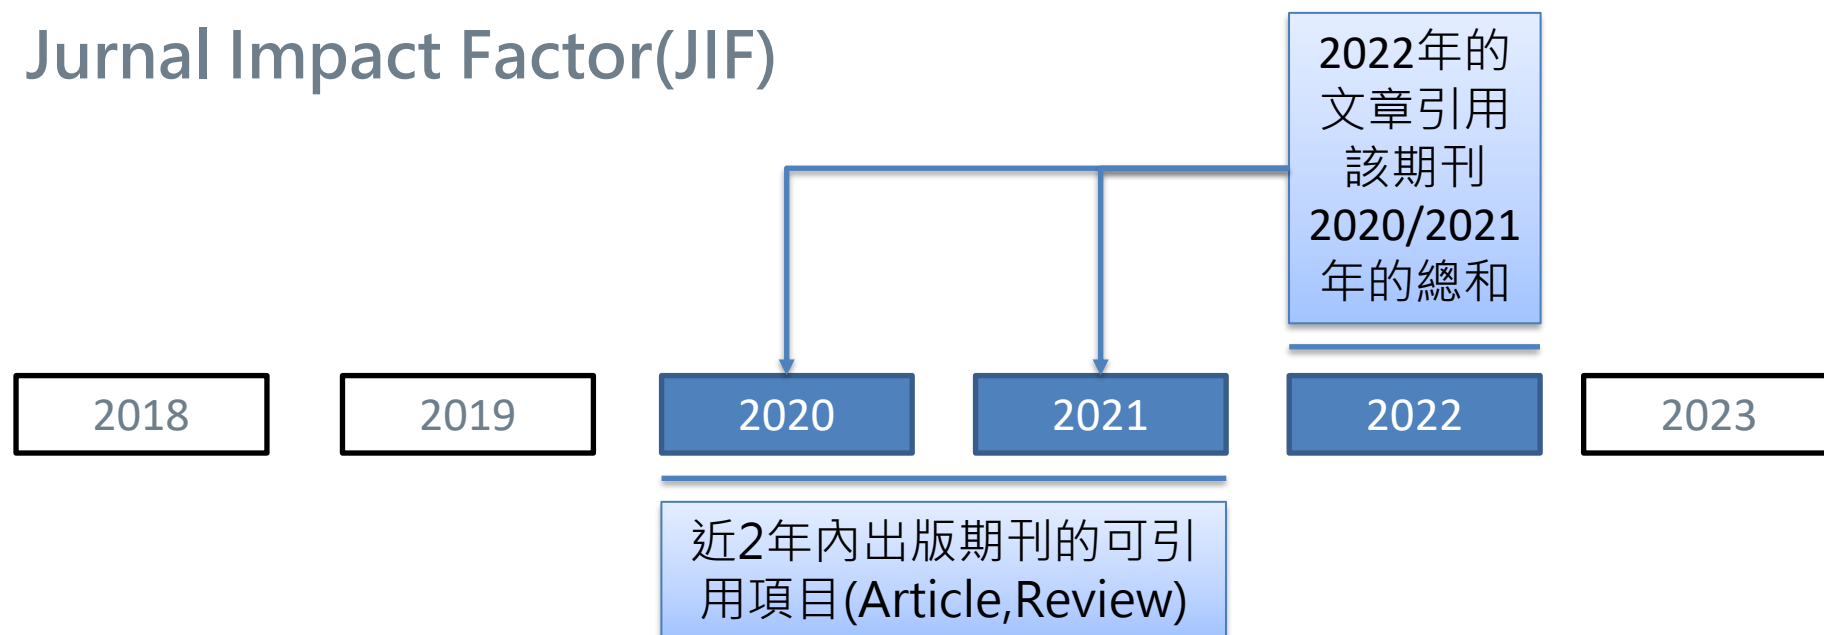 Jurnal Impact Factor(JIF)
2022年的
文章引用
該期刊
2020/2021
年的總和
2018
2019
2020
2021
2022
2023
近2年內出版期刊的可引
用項目(Article,Review)